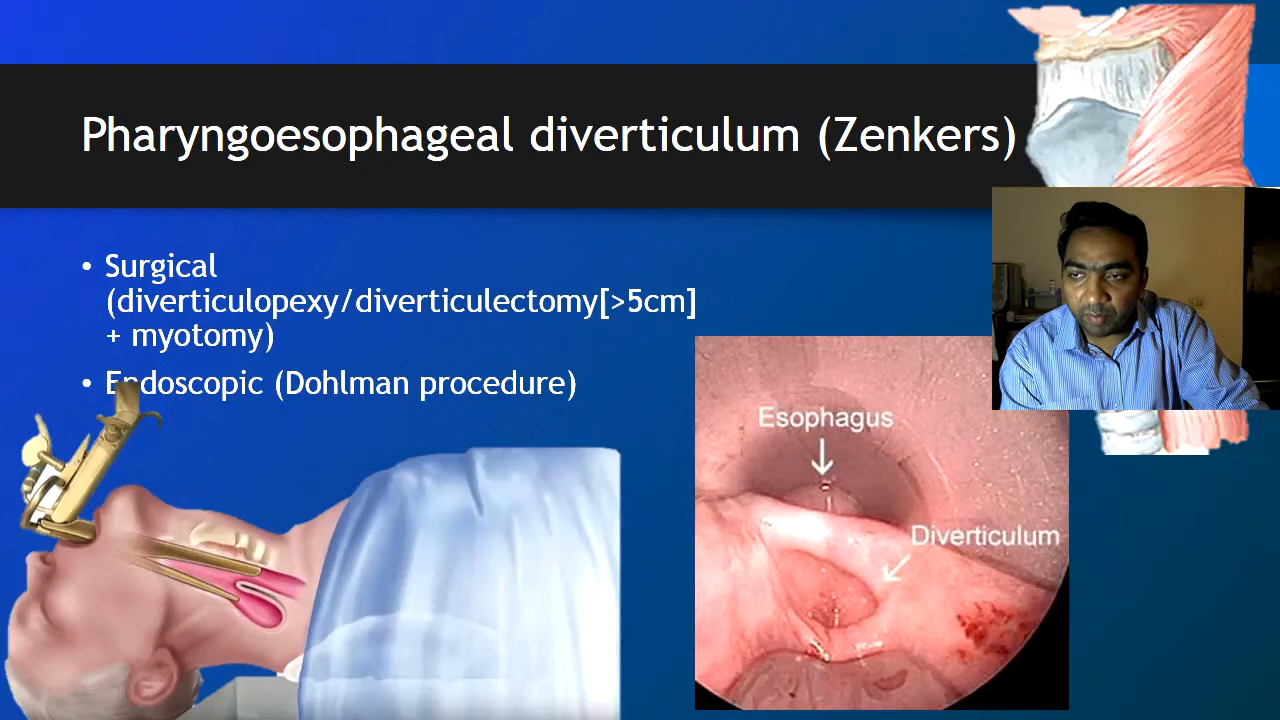 Pharyngoesophageal diverticulum (Zenkers)
• Surgical
(diverticulopexy/diverticulectomy[>5cm]
+ myotomy)
• Endoscopic (Dohlman procedure)
Esophagus
Diverticulum